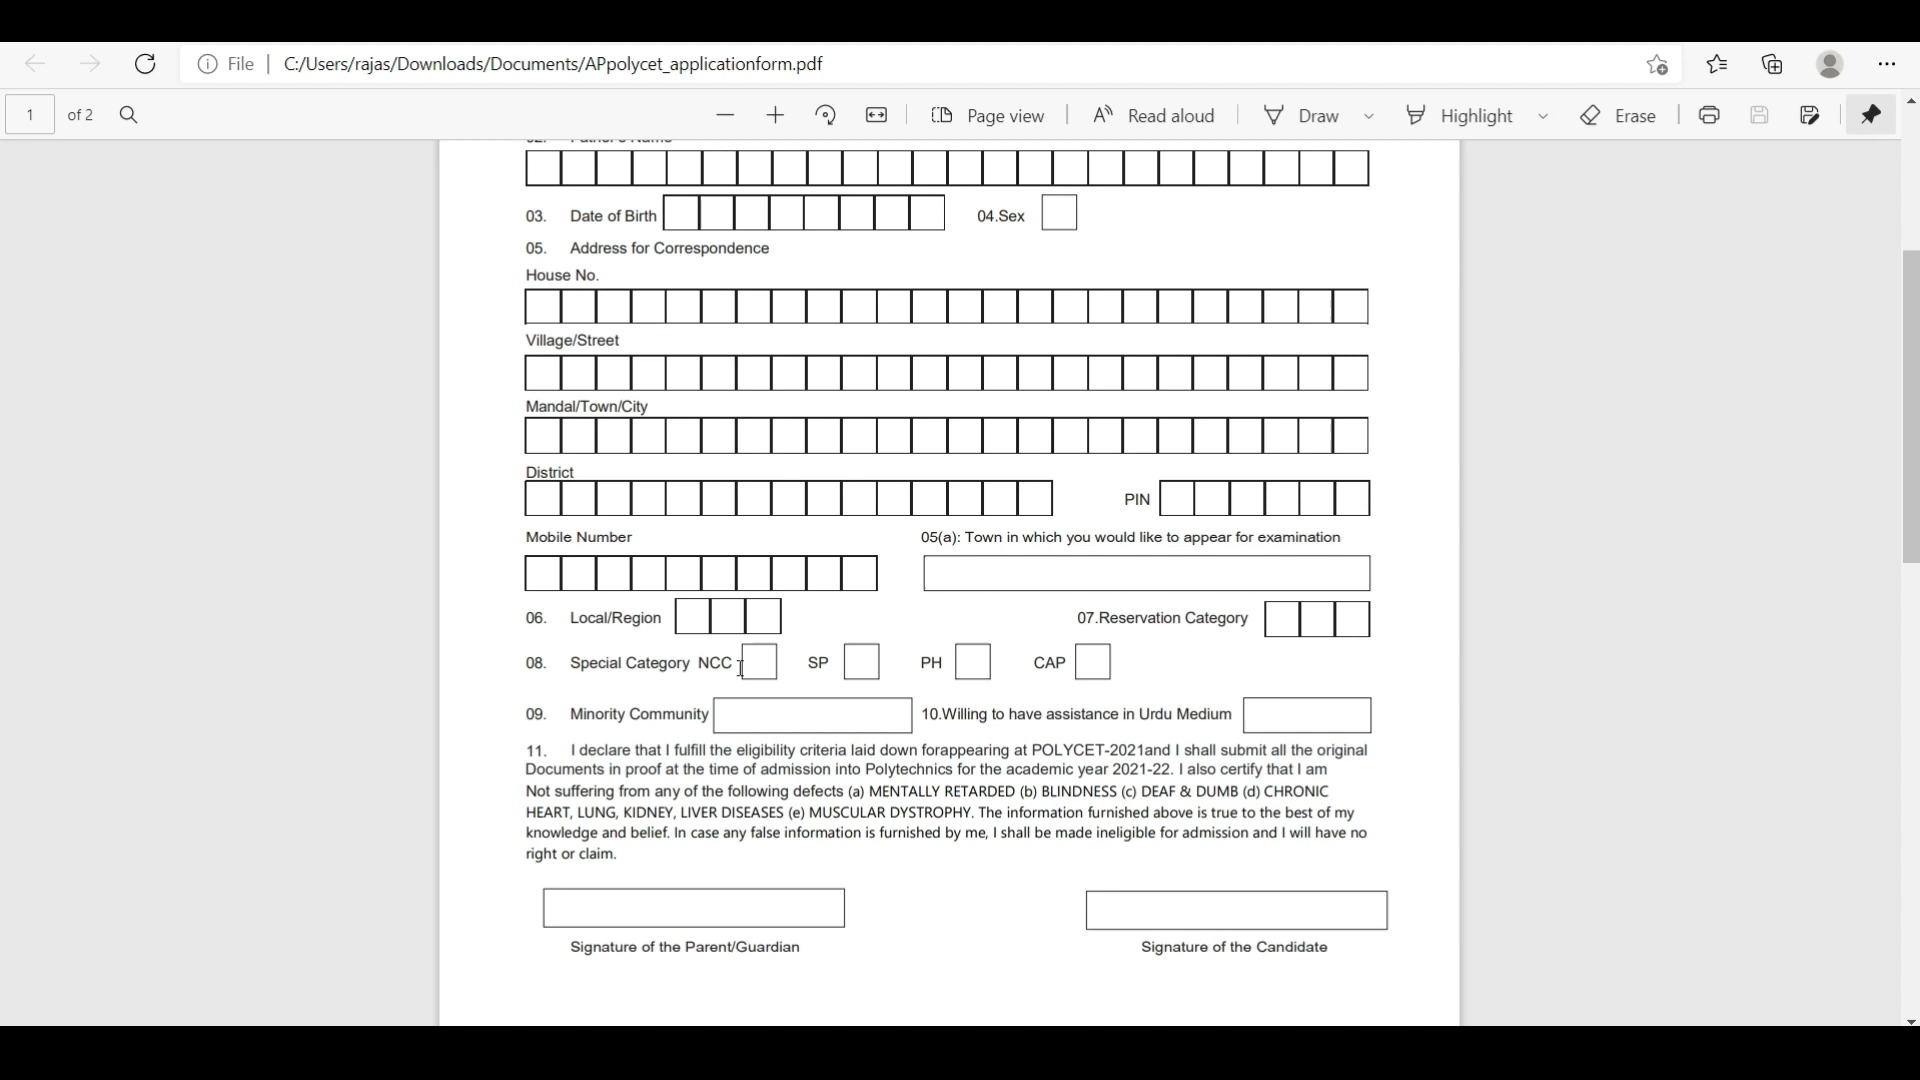 File C:/Users/rajas/Downloads/Documents/APpolycet_applicationform.pdf
1 of 2 Page view Read aloud Draw Highlight Erase
02. Father's Name
03. Date of Birth 04.Sex
05. Address for Correspondence
House No.
Village/Street
Mandal/Town/City
District
PIN
Mobile Number 05(a): Town in which you would like to appear for examination
06. Local/Region 07.Reservation Category
08. Special Category NCC SP PH CAP
09. Minority Community 10.Willing to have assistance in Urdu Medium
11. I declare that I fulfill the eligibility criteria laid down forappearing at POLYCET-2021and I shall submit all the original
Documents in proof at the time of admission into Polytechnics for the academic year 2021-22. I also certify that I am
Not suffering from any of the following defects (a) MENTALLY RETARDED (b) BLINDNESS (c) DEAF & DUMB (d) CHRONIC
HEART, LUNG, KIDNEY, LIVER DISEASES (e) MUSCULAR DYSTROPHY. The information furnished above is true to the best of my
knowledge and belief. In case any false information is furnished by me, I shall be made ineligible for admission and I will have no
right or claim.
Signature of the Parent/Guardian Signature of the Candidate